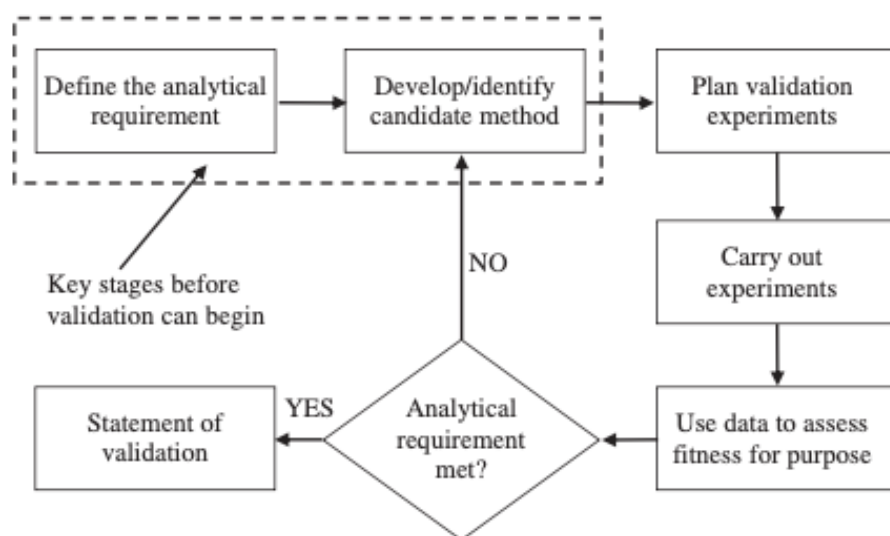 Define the analytical
requirement
Develop/identify
candidate method
Plan validation
experiments
Key stages before
validation can begin
NO
Carry out
experiments
Statement of
validation
YES
Analytical
requirement
met?
Use data to assess
fitness for purpose